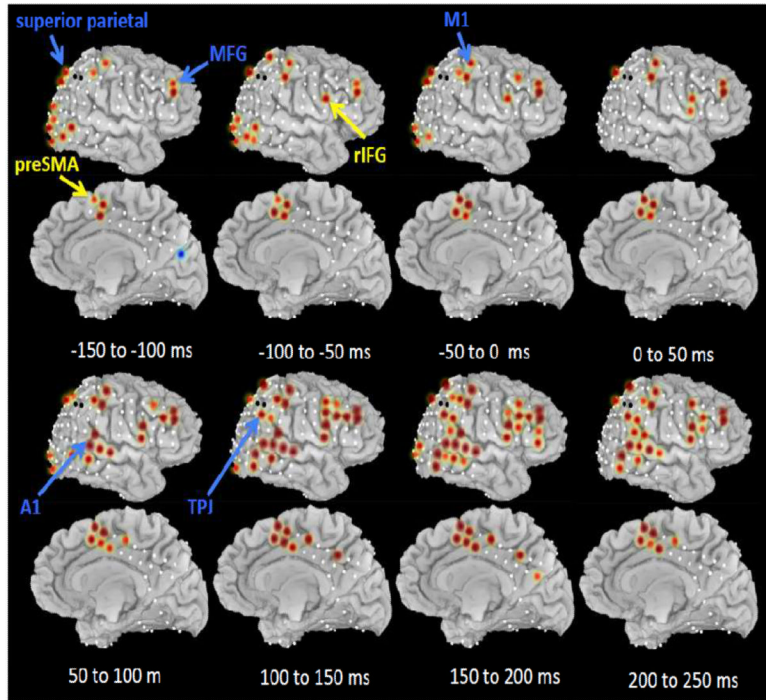 superior parietal
MFG
M1
rIFG
preSMA
-150 to -100 ms
-100 to -50 ms
-50 to 0 ms
0 to 50 ms
A1
TPJ
50 to 100 m
100 to 150 ms
150 to 200 ms
200 to 250 ms